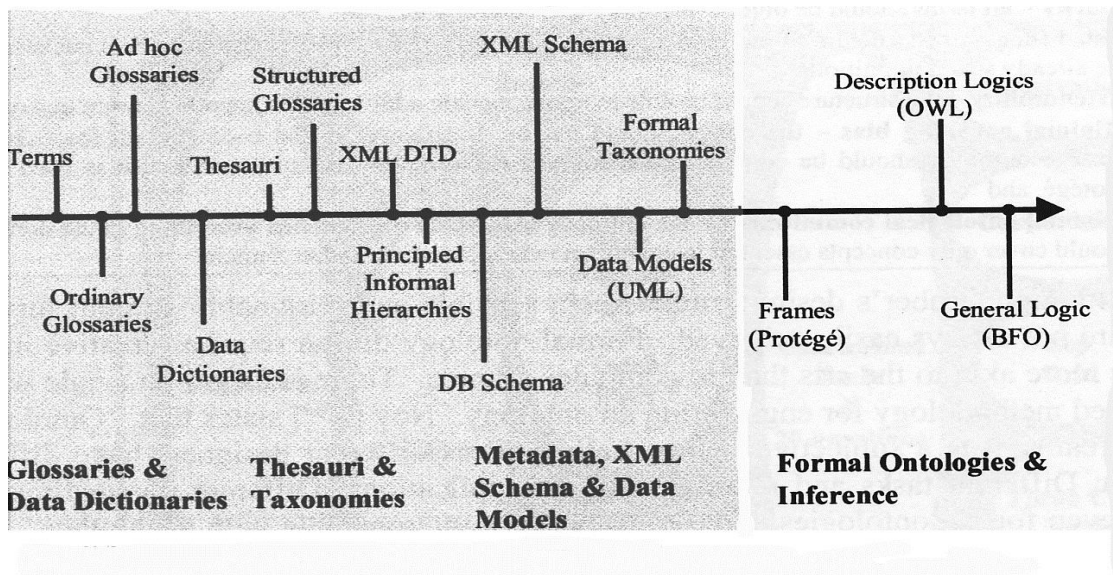 Ad hoc
Glossaries
Terms
Ordinary
Glossaries
Data
Dictionaries
Thesauri
Structured
Glossaries
XML DTD
Principled
Informal
Hierarchies
DB Schema
XML Schema
Formal
Taxonomies
Data Models
(UML)
Frames
(Protégé)
Description Logics
(OWL)
General Logic
(BFO)
Glossaries &
Data Dictionaries
Thesauri &
Taxonomies
Metadata, XML
Schema & Data
Models
Formal Ontologies &
Inference